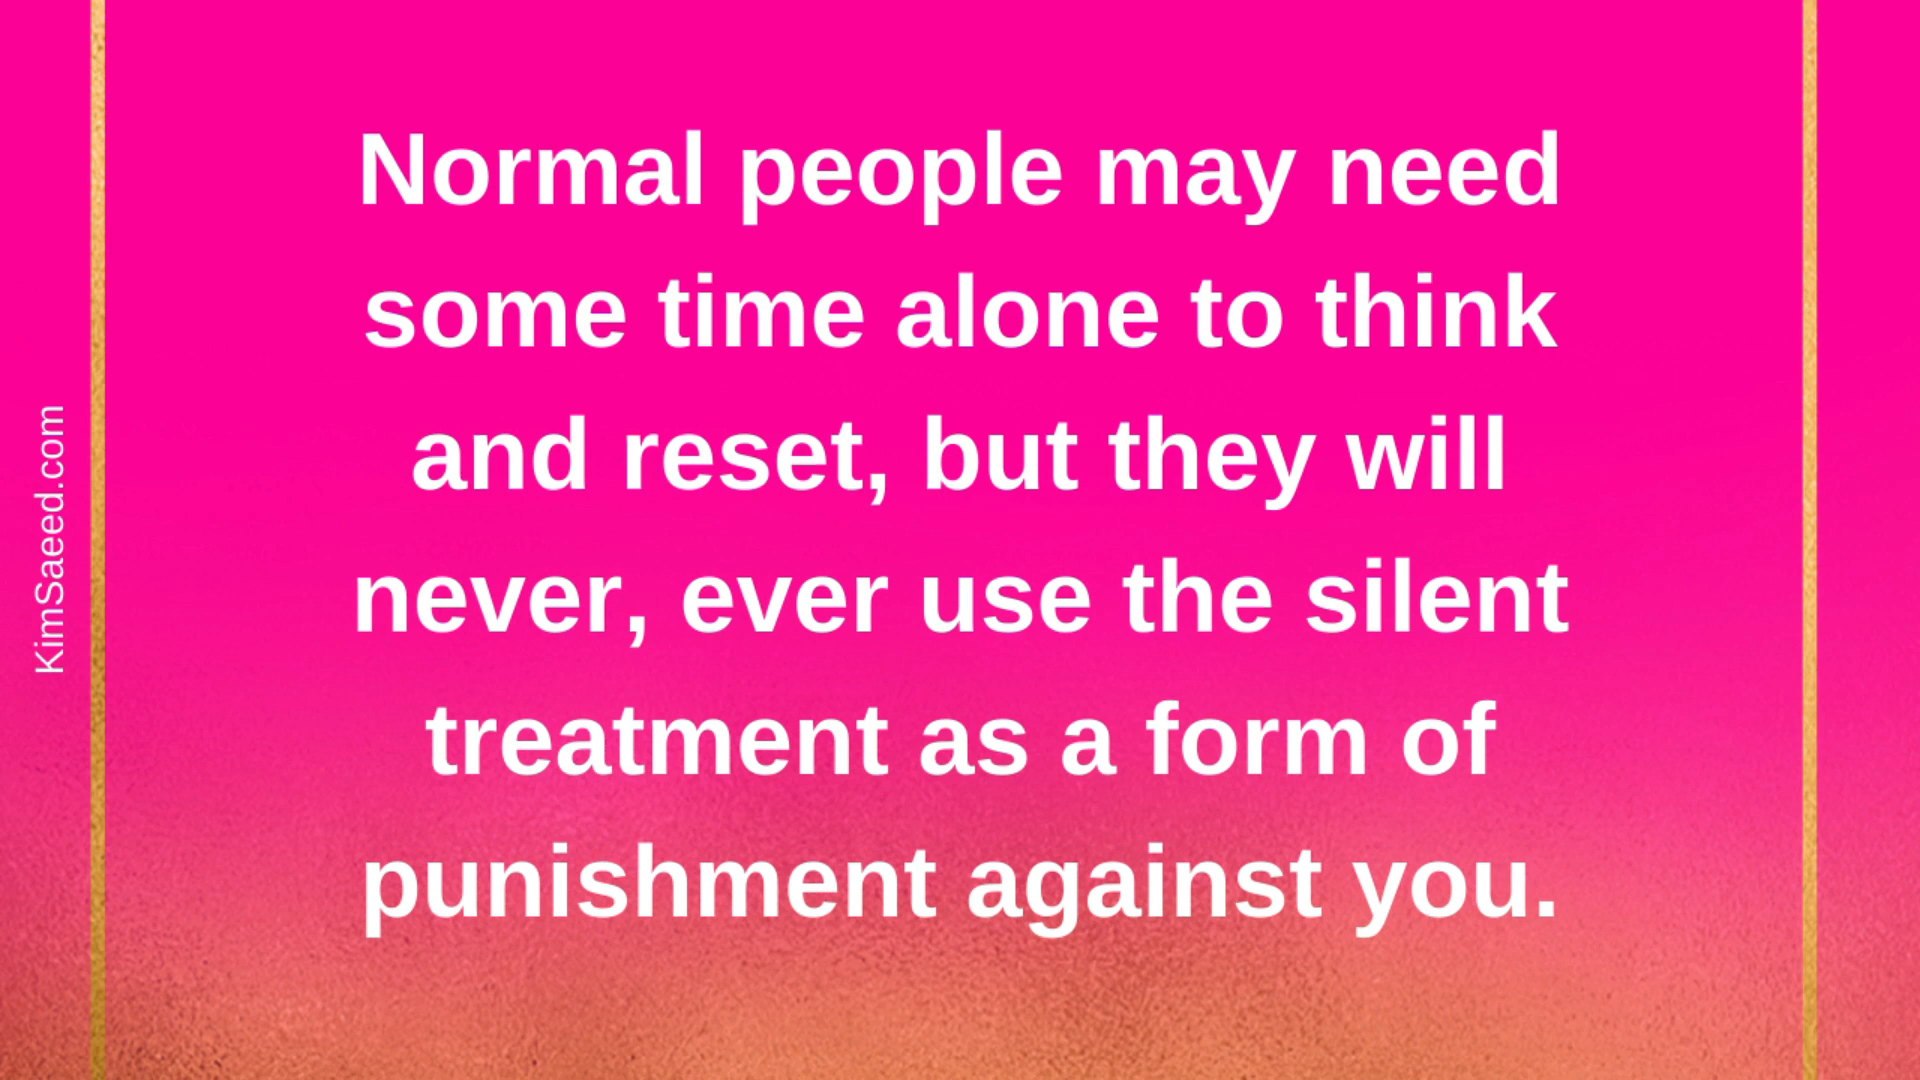 Normal people may need
some time alone to think
and reset, but they will
never, ever use the silent
treatment as a form of
punishment against you.
KimSaeed.com